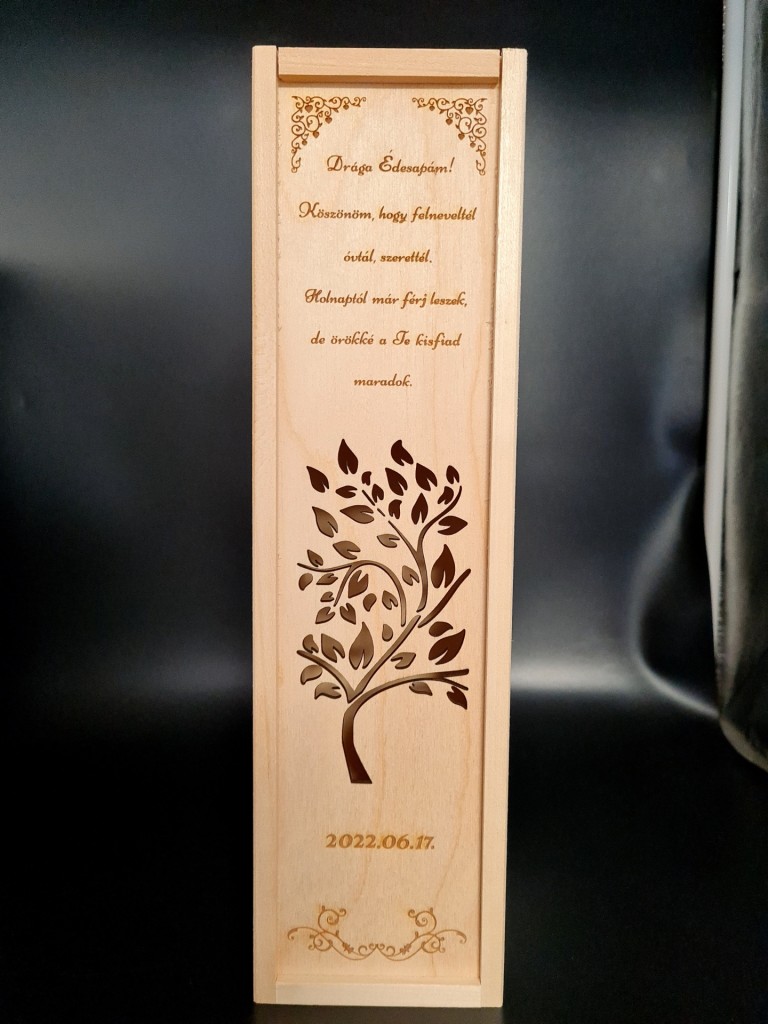 Drága Édesapám!
Köszönöm, hogy felneveltél
óvtál, szerettél.
Holnaptól már férj leszek,
de örökké a Te kisfiad
maradok.
2022.06.17.